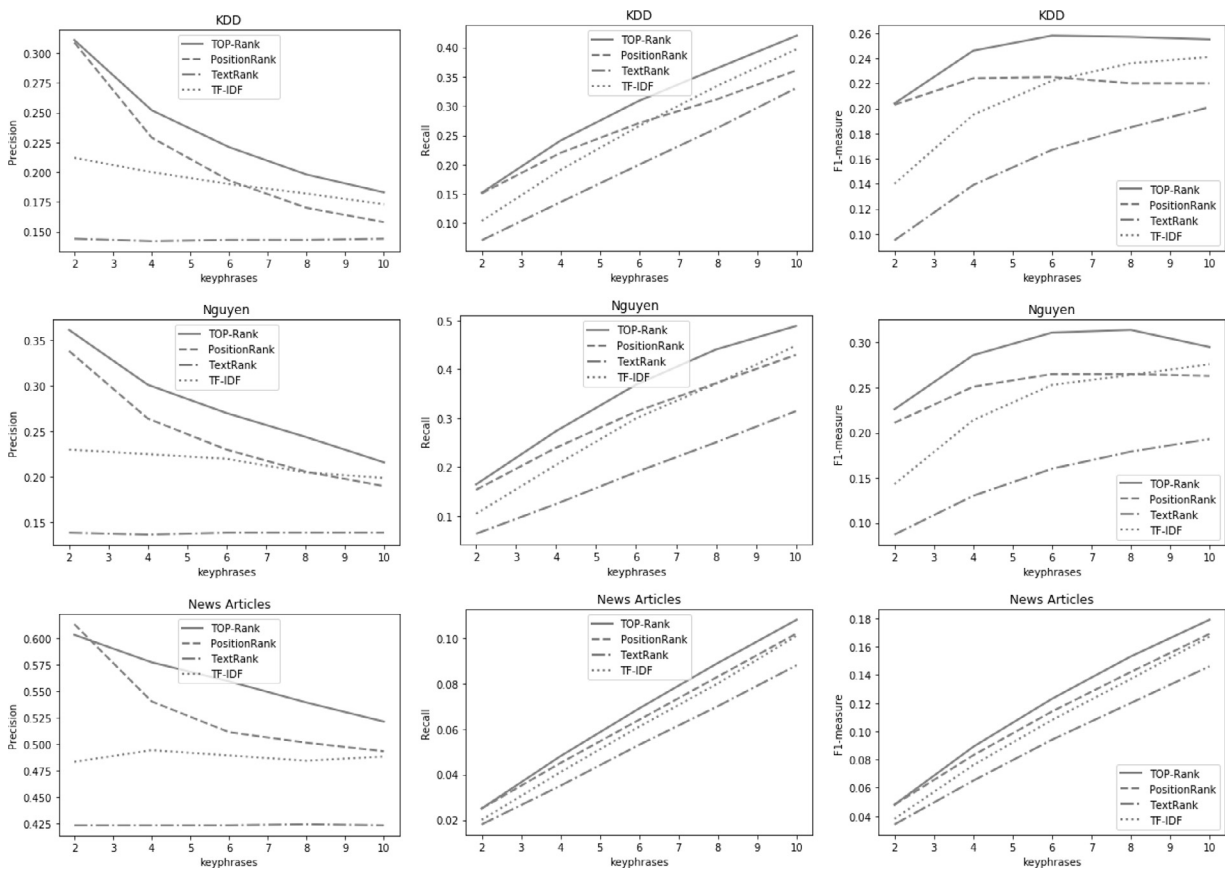 KDD
Precision
0.300
0.275
0.250
0.225
0.200
0.175
0.150
TOP-Rank
PositionRank
TextRank
TF-IDF
2 3 4 5 6 7 8 9 10
keyphrases
KDD
Recall
0.40
0.35
0.30
0.25
0.20
0.15
0.10
TOP-Rank
PositionRank
TextRank
TF-IDF
2 3 4 5 6 7 8 9 10
keyphrases
KDD
F1-measure
0.26
0.24
0.22
0.20
0.18
0.16
0.14
0.12
0.10
TOP-Rank
PositionRank
TextRank
TF-IDF
2 3 4 5 6 7 8 9 10
keyphrases
Nguyen
Precision
0.35
0.30
0.25
0.20
0.15
TOP-Rank
PositionRank
TextRank
TF-IDF
2 3 4 5 6 7 8 9 10
keyphrases
Nguyen
Recall
0.5
0.4
0.3
0.2
0.1
TOP-Rank
PositionRank
TextRank
TF-IDF
2 3 4 5 6 7 8 9 10
keyphrases
Nguyen
F1-measure
0.30
0.25
0.20
0.15
0.10
TOP-Rank
PositionRank
TextRank
TF-IDF
2 3 4 5 6 7 8 9 10
keyphrases
News Articles
Precision
0.600
0.575
0.550
0.525
0.500
0.475
0.450
0.425
TOP-Rank
PositionRank
TextRank
TF-IDF
2 3 4 5 6 7 8 9 10
keyphrases
News Articles
Recall
0.10
0.08
0.06
0.04
0.02
TOP-Rank
PositionRank
TextRank
TF-IDF
2 3 4 5 6 7 8 9 10
keyphrases
News Articles
F1-measure
0.18
0.16
0.14
0.12
0.10
0.08
0.06
0.04
TOP-Rank
PositionRank
TextRank
TF-IDF
2 3 4 5 6 7 8 9 10
keyphrases